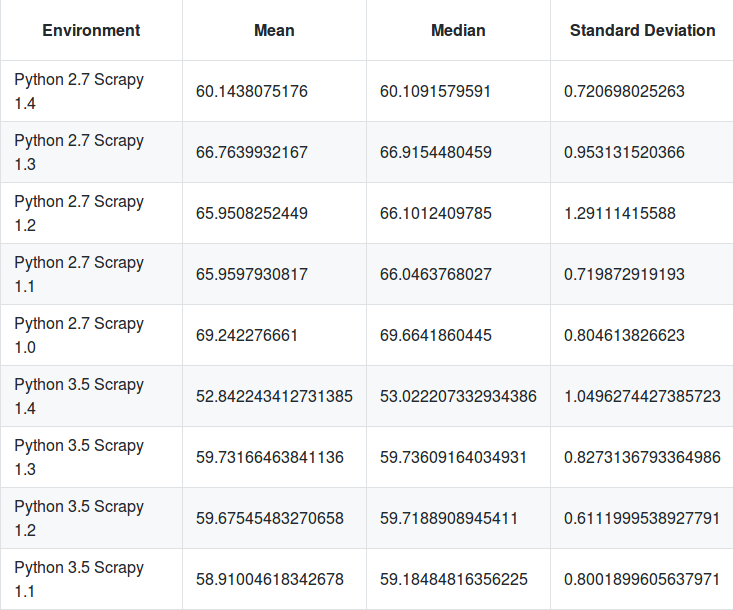 Environment Mean Median Standard Deviation
Python 2.7 Scrapy
1.4 60.1438075176 60.1091579591 0.720698025263
Python 2.7 Scrapy
1.3 66.7639932167 66.9154480459 0.953131520366
Python 2.7 Scrapy
1.2 65.9508252449 66.1012409785 1.29111415588
Python 2.7 Scrapy
1.1 65.9597930817 66.0463768027 0.719872919193
Python 2.7 Scrapy
1.0 69.242276661 69.6641860445 0.804613826623
Python 3.5 Scrapy
1.4 52.842243412731385 53.022207332934386 1.0496274427385723
Python 3.5 Scrapy
1.3 59.73166463841136 59.73609164034931 0.8273136793364986
Python 3.5 Scrapy
1.2 59.67545483270658 59.7188908945411 0.6111999538927791
Python 3.5 Scrapy
1.1 58.91004618342678 59.18484816356225 0.8001899605637971